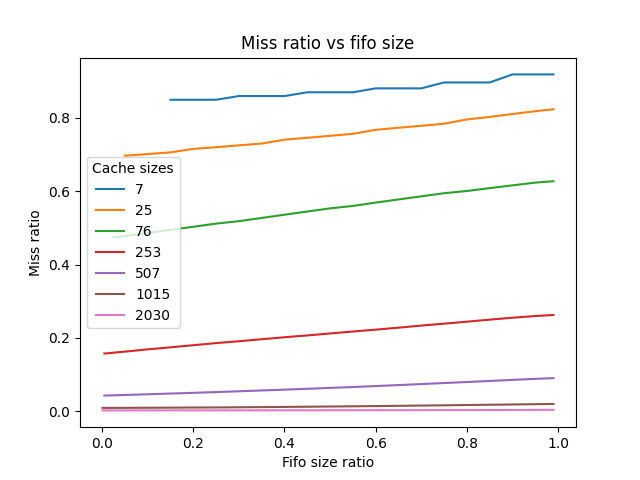 Miss ratio vs fifo size
Miss ratio
0.8
0.6
0.4
0.2
0.0
Cache sizes
7
25
76
253
507
1015
2030
0.0 0.2 0.4 0.6 0.8 1.0
Fifo size ratio